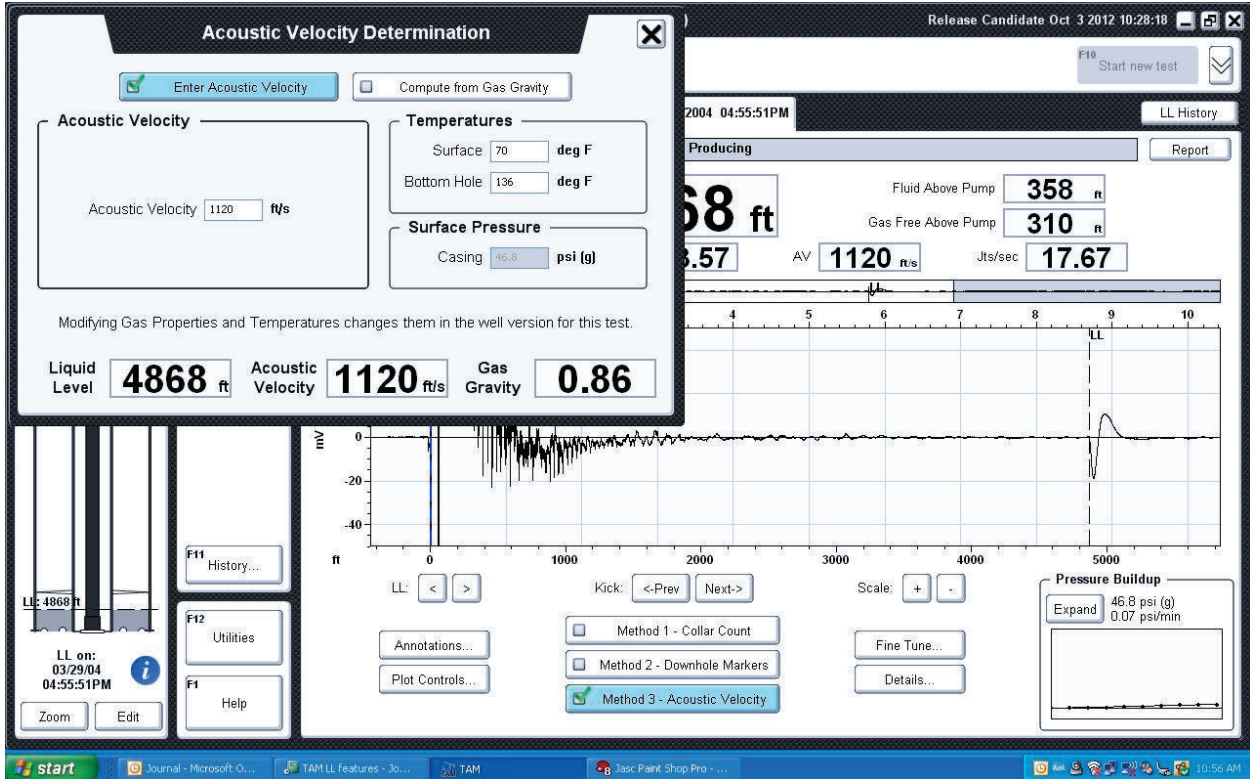 Acoustic Velocity Determination
) Release Candidate Oct 3 2012 10:28:18
F10 Start new test
Enter Acoustic Velocity
Compute from Gas Gravity
2004 04:55:51PM
LL History
Acoustic Velocity
Acoustic Velocity 1120 ft/s
Temperatures
Surface 70 deg F
Bottom Hole 136 deg F
Surface Pressure
Casing 46.8 psi (g)
Producing
Report
68 ft
Fluid Above Pump 358 ft
Gas Free Above Pump 310 ft
.57 AV 1120 ft/s Jts/sec 17.67
Modifying Gas Properties and Temperatures changes them in the well version for this test.
Liquid Level 4868 ft Acoustic Velocity 1120 ft/s Gas Gravity 0.86
4 5 6 7 8 9 10
LL
mV
0
-20
-40
ft 0 1000 2000 3000 4000 5000
F11 History...
LL: < >
Kick: <-Prev Next->
Scale: + -
Pressure Buildup
Expand 46.8 psi (g)
0.07 psi/min
LL: 4868 ft
F12 Utilities
Annotations...
Method 1 - Collar Count
Fine Tune...
LL on:
03/29/04
04:55:51PM
i
Plot Controls...
Method 2 - Downhole Markers
Details...
F1 Help
Method 3 - Acoustic Velocity
Zoom Edit
start
Journal - Microsoft O...
TAM LL features - Jo...
TAM
Jasc Paint Shop Pro - ...
10:56 AM